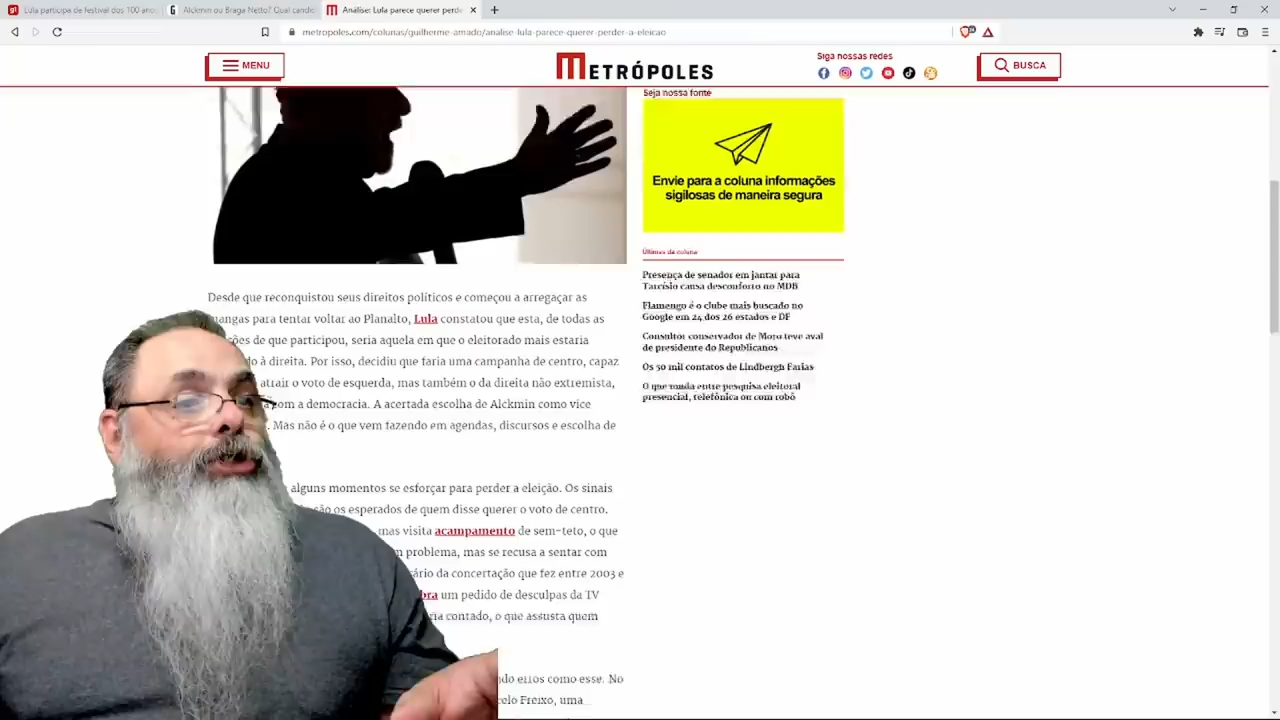 Lula participa de festival dos 100 anos
Alckmin ou Braga Netto? Qual candi
Análise: Lula parece querer perde
metropoles.com/colunas/guilherme-amado/analise-lula-parece-querer-perder-a-eleicao
MENU
METRÓPOLES
Siga nossas redes
BUSCA
Seja nossa fonte
Envie para a coluna informações
sigilosas de maneira segura
Últimas da coluna
Presença de senador em jantar para
Tarcísio causa desconforto no MDB
Flamengo é o clube mais buscado no
Google em 24 dos 26 estados e DF
Consultor conservador de Moro teve aval
de presidente do Republicanos
Os 50 mil contatos de Lindbergh Farias
O que muda entre pesquisa eleitoral
presencial, telefônica ou com robô
Desde que reconquistou seus direitos políticos e começou a arregaçar as
mangas para tentar voltar ao Planalto, Lula constatou que esta, de todas as
ções de que participou, seria aquela em que o eleitorado mais estaria
do à direita. Por isso, decidiu que faria uma campanha de centro, capaz
atrair o voto de esquerda, mas também o da direita não extremista,
com a democracia. A acertada escolha de Alckmin como vice
. Mas não é o que vem fazendo em agendas, discursos e escolha de
alguns momentos se esforçar para perder a eleição. Os sinais
são os esperados de quem disse querer o voto de centro.
mas visita acampamento de sem-teto, o que
m problema, mas se recusa a sentar com
sário da concertação que fez entre 2003 e
bra um pedido de desculpas da TV
ria contado, o que assusta quem
do erros como esse. No
celo Freixo, uma